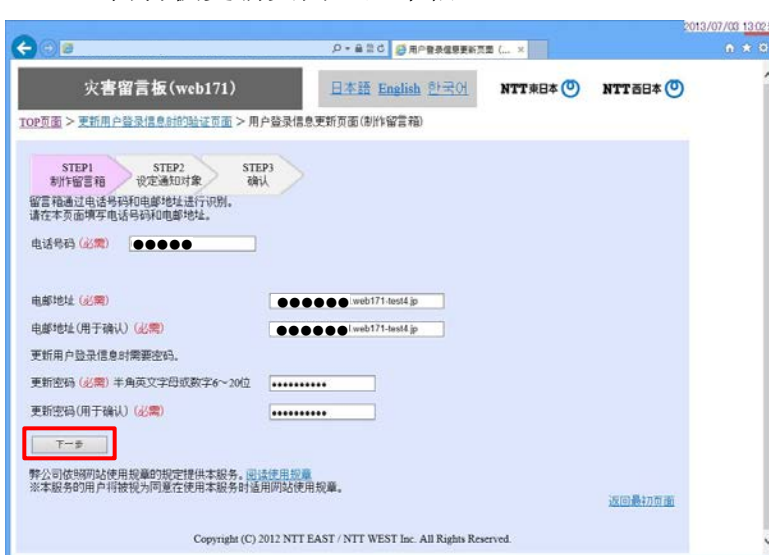 2013/07/03 13:02
用户登录信息更新页面 (... ×
灾害留言板(web171)
日本語 English 한국어
NTT東日本
NTT西日本
TOP页面 > 更新用户登录信息时的验证页面 > 用户登录信息更新页面(制作留言箱)
STEP1 STEP2 STEP3
制作留言箱 设定通知对象 确认
留言箱通过电话号码和电邮地址进行识别。
请在本页面填写电话号码和电邮地址。
电话号码 (必需) ●●●●●
电邮地址 (必需) ●●●●●●.web171-test4.jp
电邮地址(用于确认) (必需) ●●●●●●.web171-test4.jp
更新用户登录信息时需要密码。
更新密码 (必需) 半角英文字母或数字6～20位 ••••••••••
更新密码(用于确认) (必需) ••••••••••
下一步
弊公司依照网站使用规章的规定提供本服务。阅读使用规章
※本服务的用户将被视为同意在使用本服务时适用网站使用规章。
返回最初页面
Copyright (C) 2012 NTT EAST / NTT WEST Inc. All Rights Reserved.